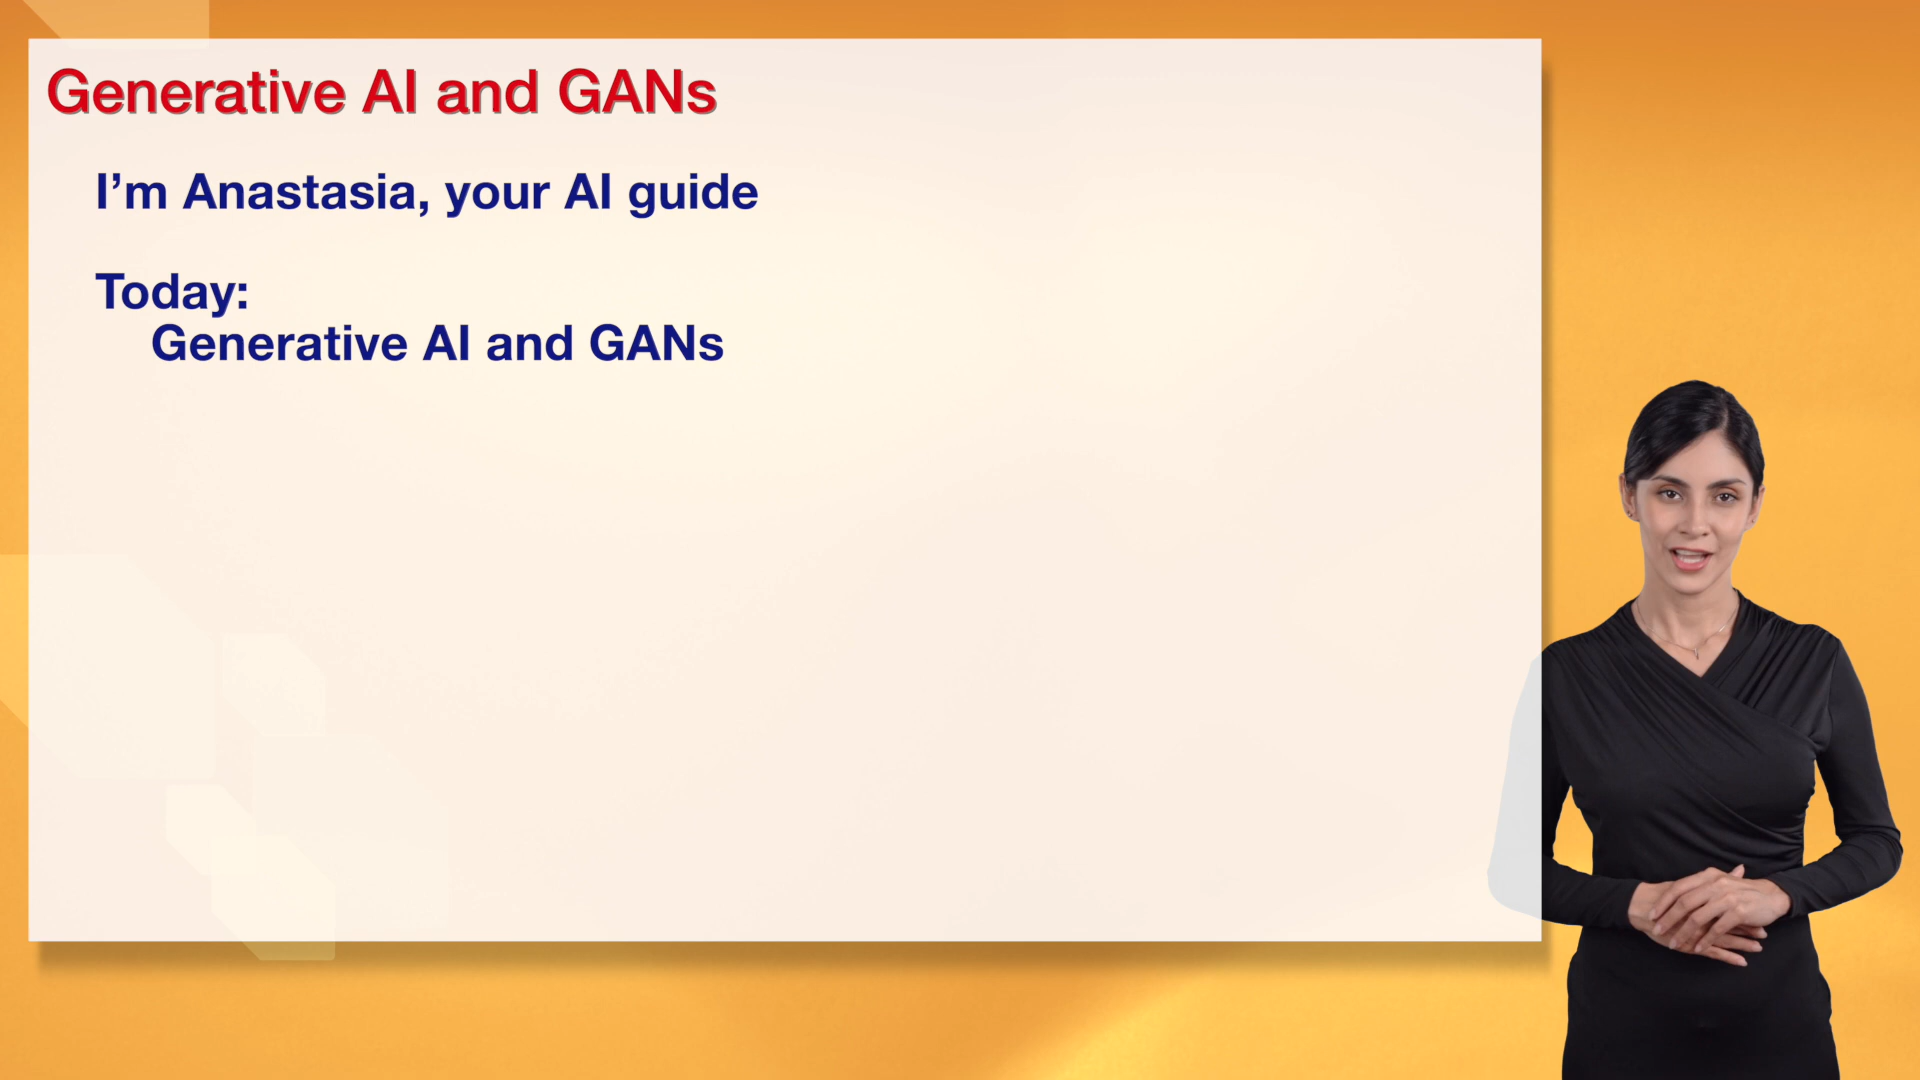 Generative AI and GANs
I’m Anastasia, your AI guide
Today:
Generative AI and GANs